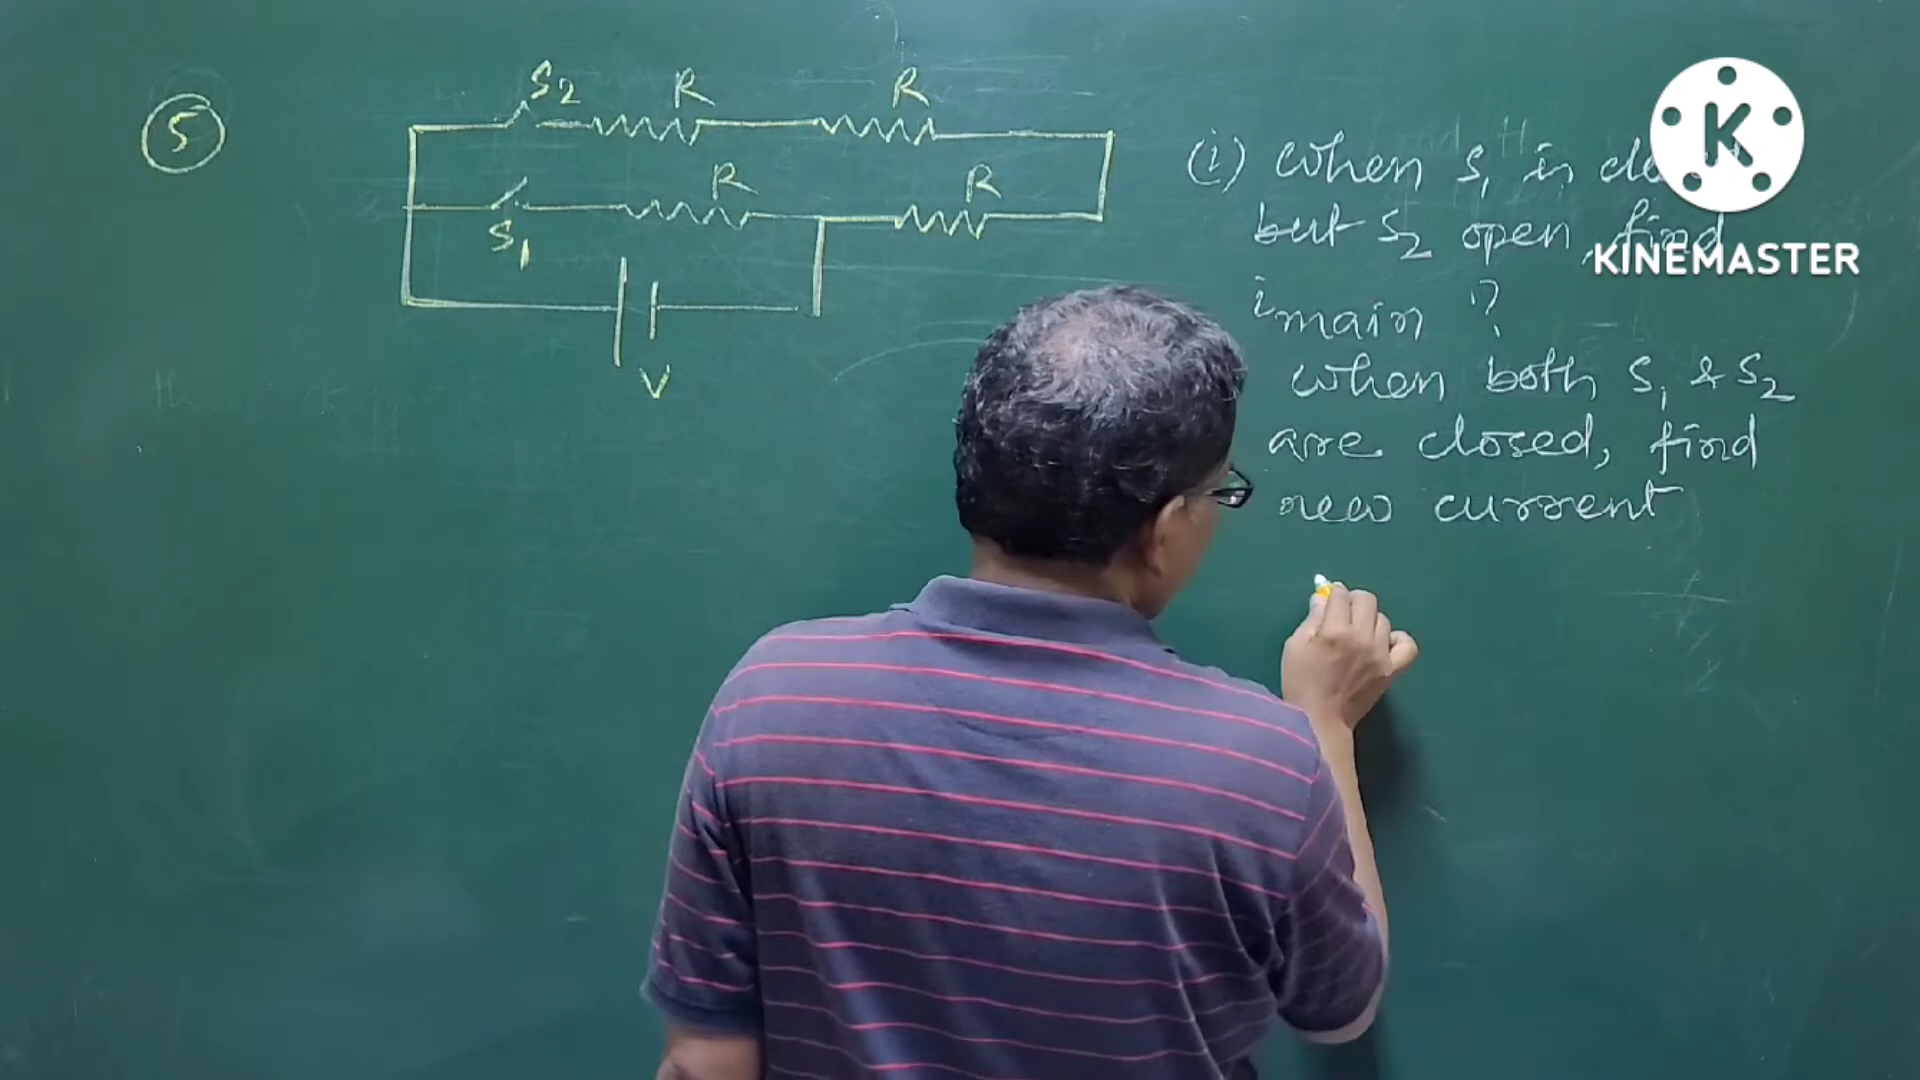 5
S2 R R
R R
S1
V
(i) When S1 is
but S2 open, find
imain ?
When both S1 & S2
are closed, find
new current
K
KINEMASTER